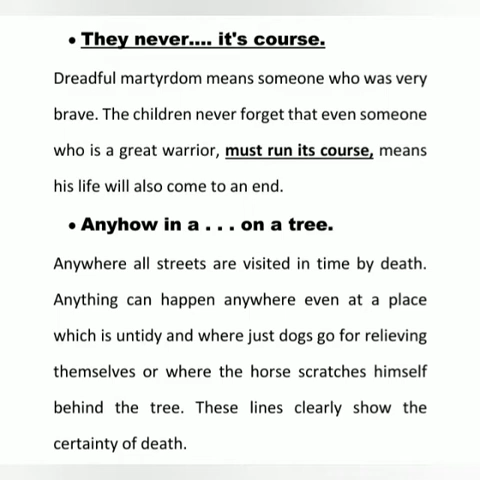 • They never.... it's course.
Dreadful martyrdom means someone who was very
brave. The children never forget that even someone
who is a great warrior, must run its course, means
his life will also come to an end.
• Anyhow in a . . . on a tree.
Anywhere all streets are visited in time by death.
Anything can happen anywhere even at a place
which is untidy and where just dogs go for relieving
themselves or where the horse scratches himself
behind the tree. These lines clearly show the
certainty of death.